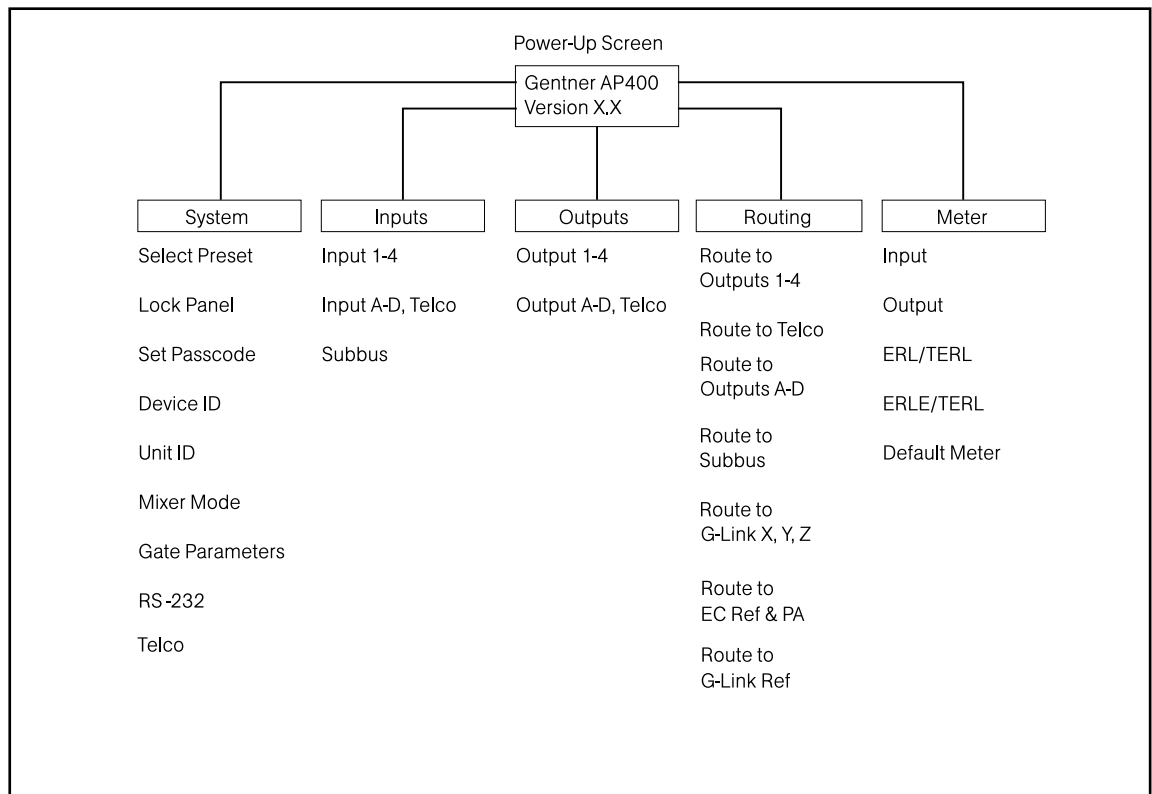 Power-Up Screen
Gentner AP400
Version X.X
System
Select Preset
Lock Panel
Set Passcode
Device ID
Unit ID
Mixer Mode
Gate Parameters
RS-232
Telco
Inputs
Input 1-4
Input A-D, Telco
Subbus
Outputs
Output 1-4
Output A-D, Telco
Routing
Route to
Outputs 1-4
Route to Telco
Route to
Outputs A-D
Route to
Subbus
Route to
G-Link X, Y, Z
Route to
EC Ref & PA
Route to
G-Link Ref
Meter
Input
Output
ERL/TERL
ERLE/TERL
Default Meter